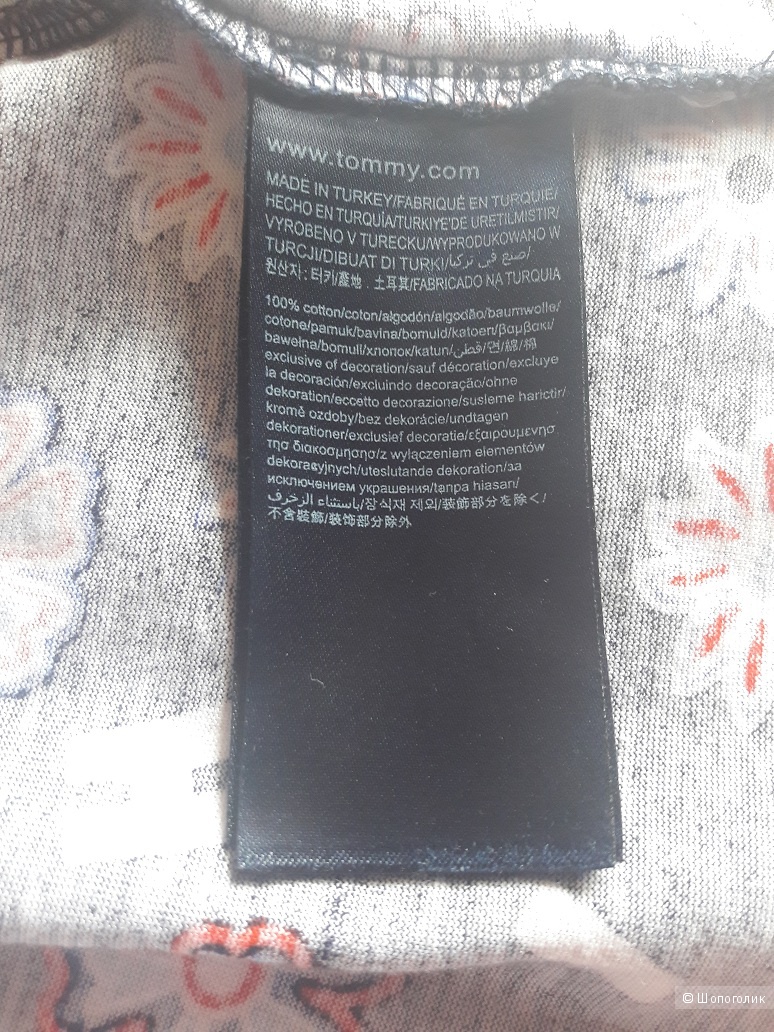 www.tommy.com
MADE IN TURKEY/FABRIQUÉ EN TURQUIE/
HECHO EN TURQUÍA/TURKIYE'DE URETILMISTIR/
VYROBENO V TURECKU/WYPRODUKOWANO W
TURCJI/DIBUAT DI TURKI/صنع في تركيا/
원산지 : 터키/產地 . 土耳其/FABRICADO NA TURQUIA
100% cotton/coton/algodón/algodão/baumwolle/
cotone/pamuk/bavlna/bomuld/katoen/βαμβακι/
bawełna/bomull/хлопок/katun/قطن/면/綿/棉
exclusive of decoration/sauf décoration/excluye
la decoración/excluindo decoração/ohne
dekoration/eccetto decorazione/susleme harictir/
kromě ozdoby/bez dekorácie/undtagen
dekorationer/exclusief decoratie/εξαιρουμενησ
τησ διακοσμησησ/z wyłączeniem elementów
dekoracyjnych/uteslutande dekoration/за
исключением украшения/tanpa hiasan/
باستثناء الزخرف/장식재 제외/装飾部分を除く/
不含裝飾/装饰部分除外
© Шопоголик